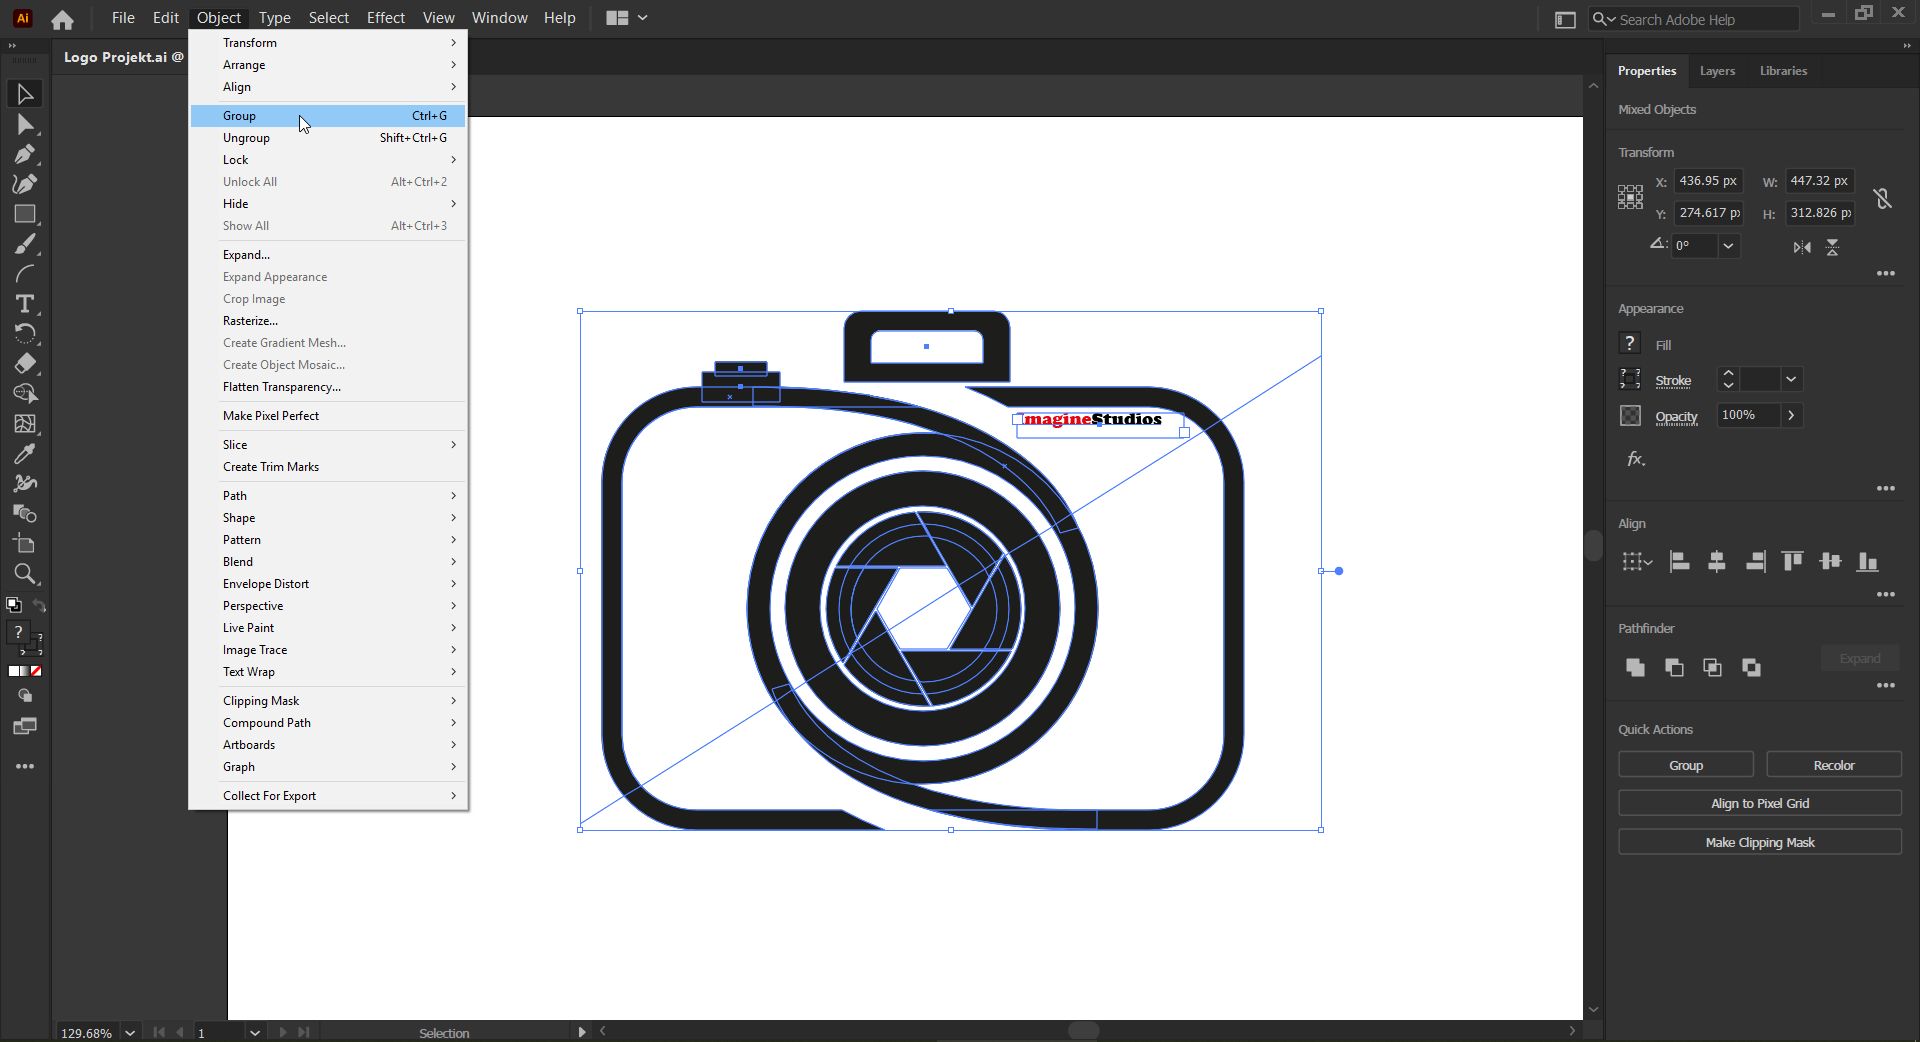 Ai File Edit Object Type Select Effect View Window Help Search Adobe Help
Logo Projekt.ai @
Transform
Arrange
Align
Group Ctrl+G
Ungroup Shift+Ctrl+G
Lock
Unlock All Alt+Ctrl+2
Hide
Show All Alt+Ctrl+3
Expand...
Expand Appearance
Crop Image
Rasterize...
Create Gradient Mesh...
Create Object Mosaic...
Flatten Transparency...
Make Pixel Perfect
Slice
Create Trim Marks
Path
Shape
Pattern
Blend
Envelope Distort
Perspective
Live Paint
Image Trace
Text Wrap
Clipping Mask
Compound Path
Artboards
Graph
Collect For Export
magineStudios
Properties Layers Libraries
Mixed Objects
Transform
X: 436.95 px W: 447.32 px
Y: 274.617 p H: 312.826 p
0°
Appearance
? Fill
Stroke
Opacity 100%
fx.
Align
Pathfinder
Expand
Quick Actions
Group Recolor
Align to Pixel Grid
Make Clipping Mask
129.68% 1 Selection